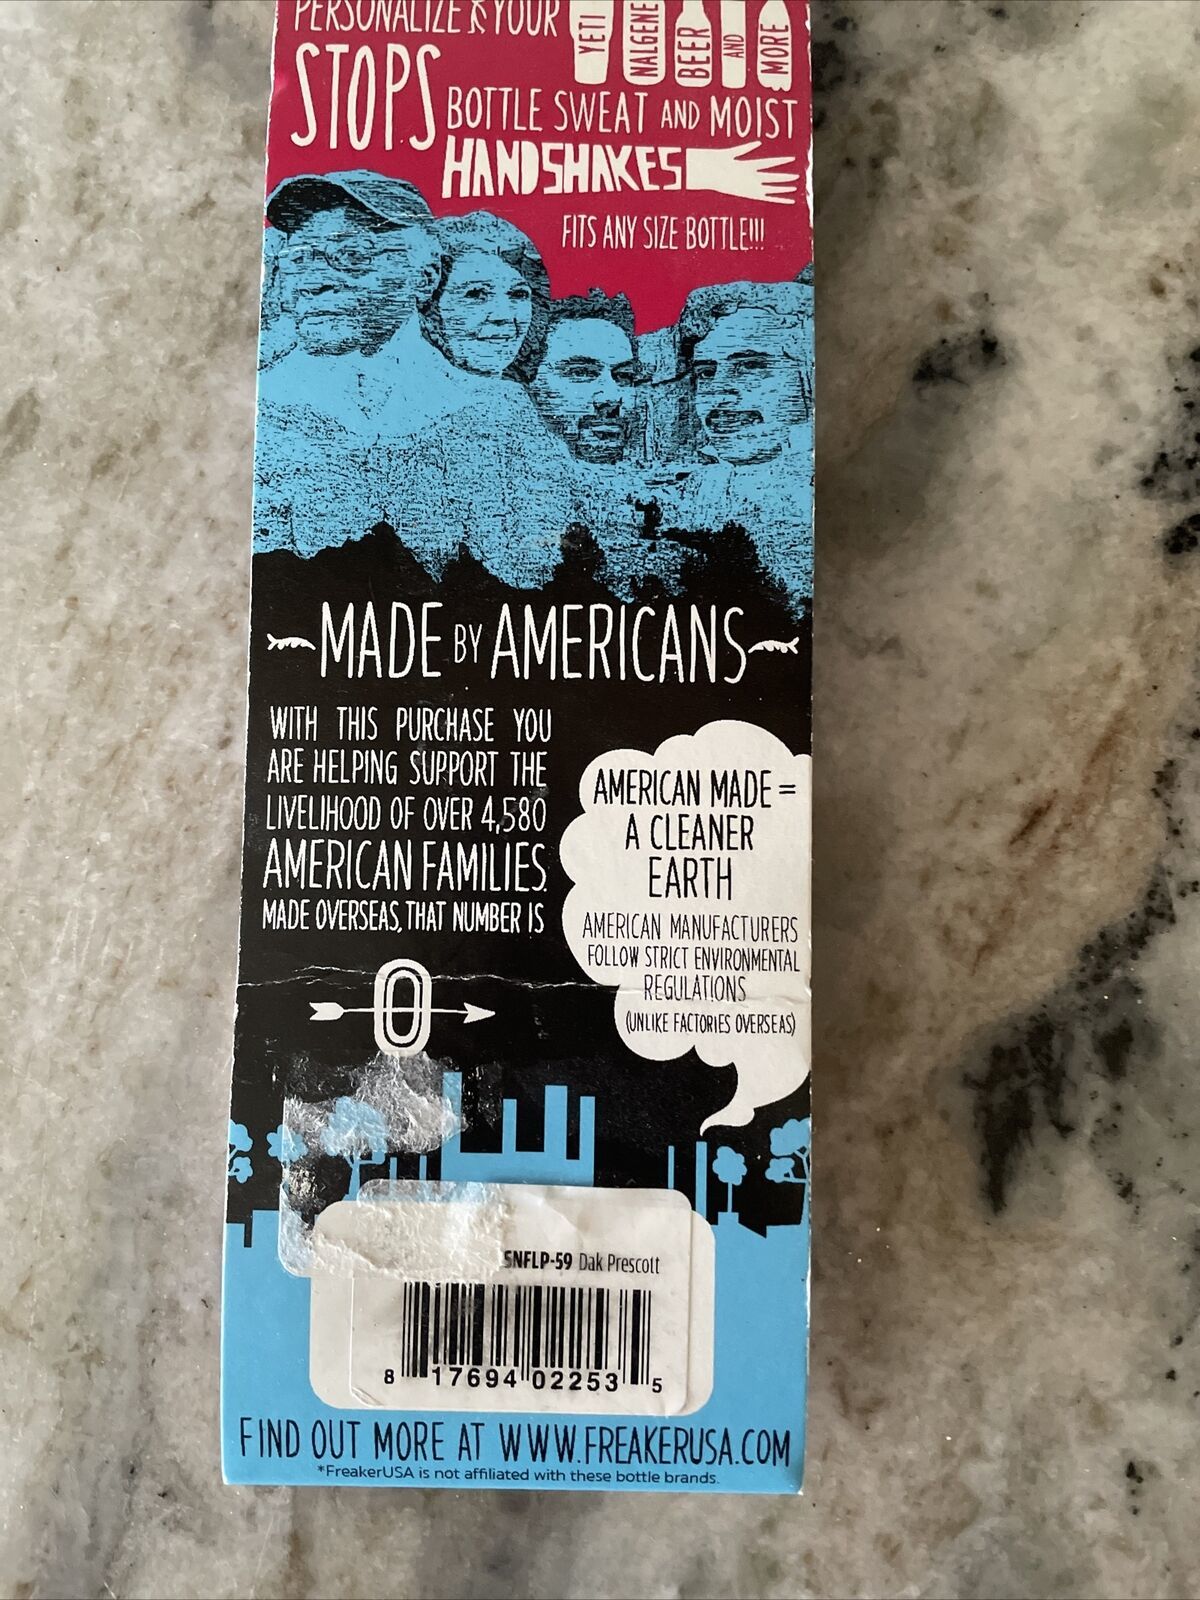 PERSONALIZE & YOUR
YETI
NALGENE
BEER
AND
MORE
STOPS
BOTTLE SWEAT AND MOIST
HANDSHAKES
FITS ANY SIZE BOTTLE!!!
MADE BY AMERICANS
WITH THIS PURCHASE YOU
ARE HELPING SUPPORT THE
LIVELIHOOD OF OVER 4,580
AMERICAN FAMILIES.
MADE OVERSEAS, THAT NUMBER IS
0
AMERICAN MADE =
A CLEANER
EARTH
AMERICAN MANUFACTURERS
FOLLOW STRICT ENVIRONMENTAL
REGULATIONS
(UNLIKE FACTORIES OVERSEAS)
SNFLP-59 Dak Prescott
8 17694 02253 5
FIND OUT MORE AT WWW.FREAKERUSA.COM
*FreakerUSA is not affiliated with these bottle brands.